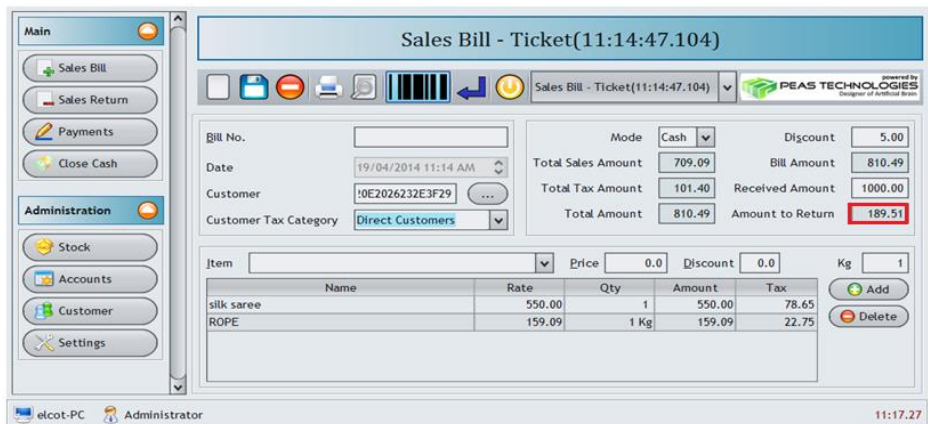 Main
Sales Bill
Sales Return
Payments
Close Cash
Administration
Stock
Accounts
Customer
Settings
Sales Bill - Ticket(11:14:47.104)
Sales Bill - Ticket(11:14:47.104)
powered by
PEAS TECHNOLOGIES
Designer of Artificial Brain
Bill No.
Date 19/04/2014 11:14 AM
Customer !0E2026232E3F29 ...
Customer Tax Category Direct Customers
Mode Cash Discount 5.00
Total Sales Amount 709.09 Bill Amount 810.49
Total Tax Amount 101.40 Received Amount 1000.00
Total Amount 810.49 Amount to Return 189.51
Item Price 0.0 Discount 0.0 Kg 1
Name Rate Qty Amount Tax
silk saree 550.00 1 550.00 78.65
ROPE 159.09 1 Kg 159.09 22.75
Add
Delete
elcot-PC Administrator 11:17.27